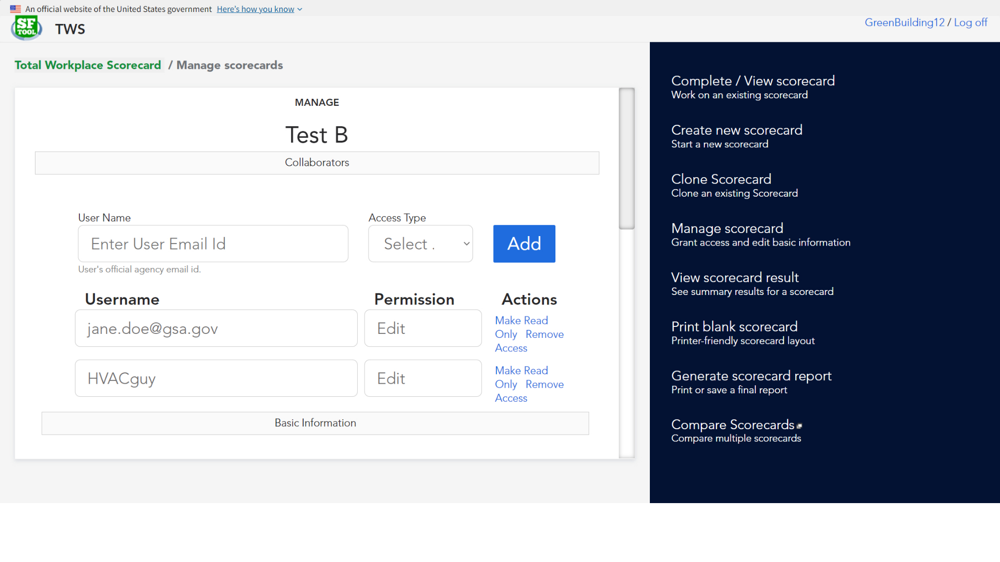 An official website of the United States government Here's how you know
SF
TOOL
TWS
GreenBuilding12 / Log off
Total Workplace Scorecard / Manage scorecards
MANAGE
Test B
Collaborators
User Name
Access Type
Enter User Email Id
Select .
Add
User's official agency email id.
Username
Permission
Actions
jane.doe@gsa.gov
Edit
Make Read
Only Remove
Access
HVACguy
Edit
Make Read
Only Remove
Access
Basic Information
Complete / View scorecard
Work on an existing scorecard
Create new scorecard
Start a new scorecard
Clone Scorecard
Clone an existing Scorecard
Manage scorecard
Grant access and edit basic information
View scorecard result
See summary results for a scorecard
Print blank scorecard
Printer-friendly scorecard layout
Generate scorecard report
Print or save a final report
Compare Scorecards
Compare multiple scorecards